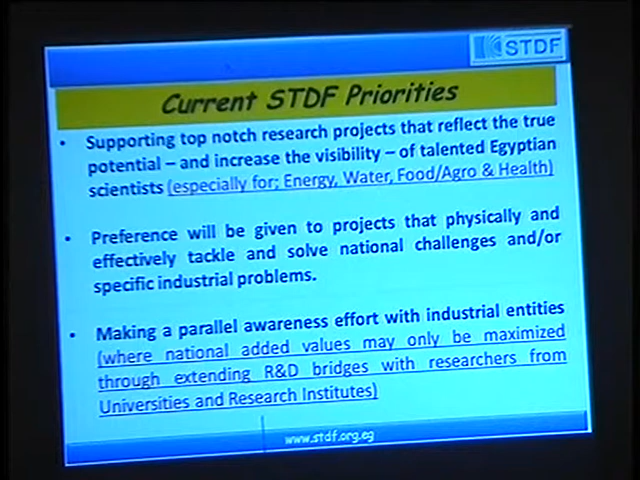 STDF
Current STDF Priorities
• Supporting top notch research projects that reflect the true
potential – and increase the visibility – of talented Egyptian
scientists (especially for; Energy, Water, Food/Agro & Health)
• Preference will be given to projects that physically and
effectively tackle and solve national challenges and/or
specific industrial problems.
• Making a parallel awareness effort with industrial entities
(where national added values may only be maximized
through extending R&D bridges with researchers from
Universities and Research Institutes)
www.stdf.org.eg